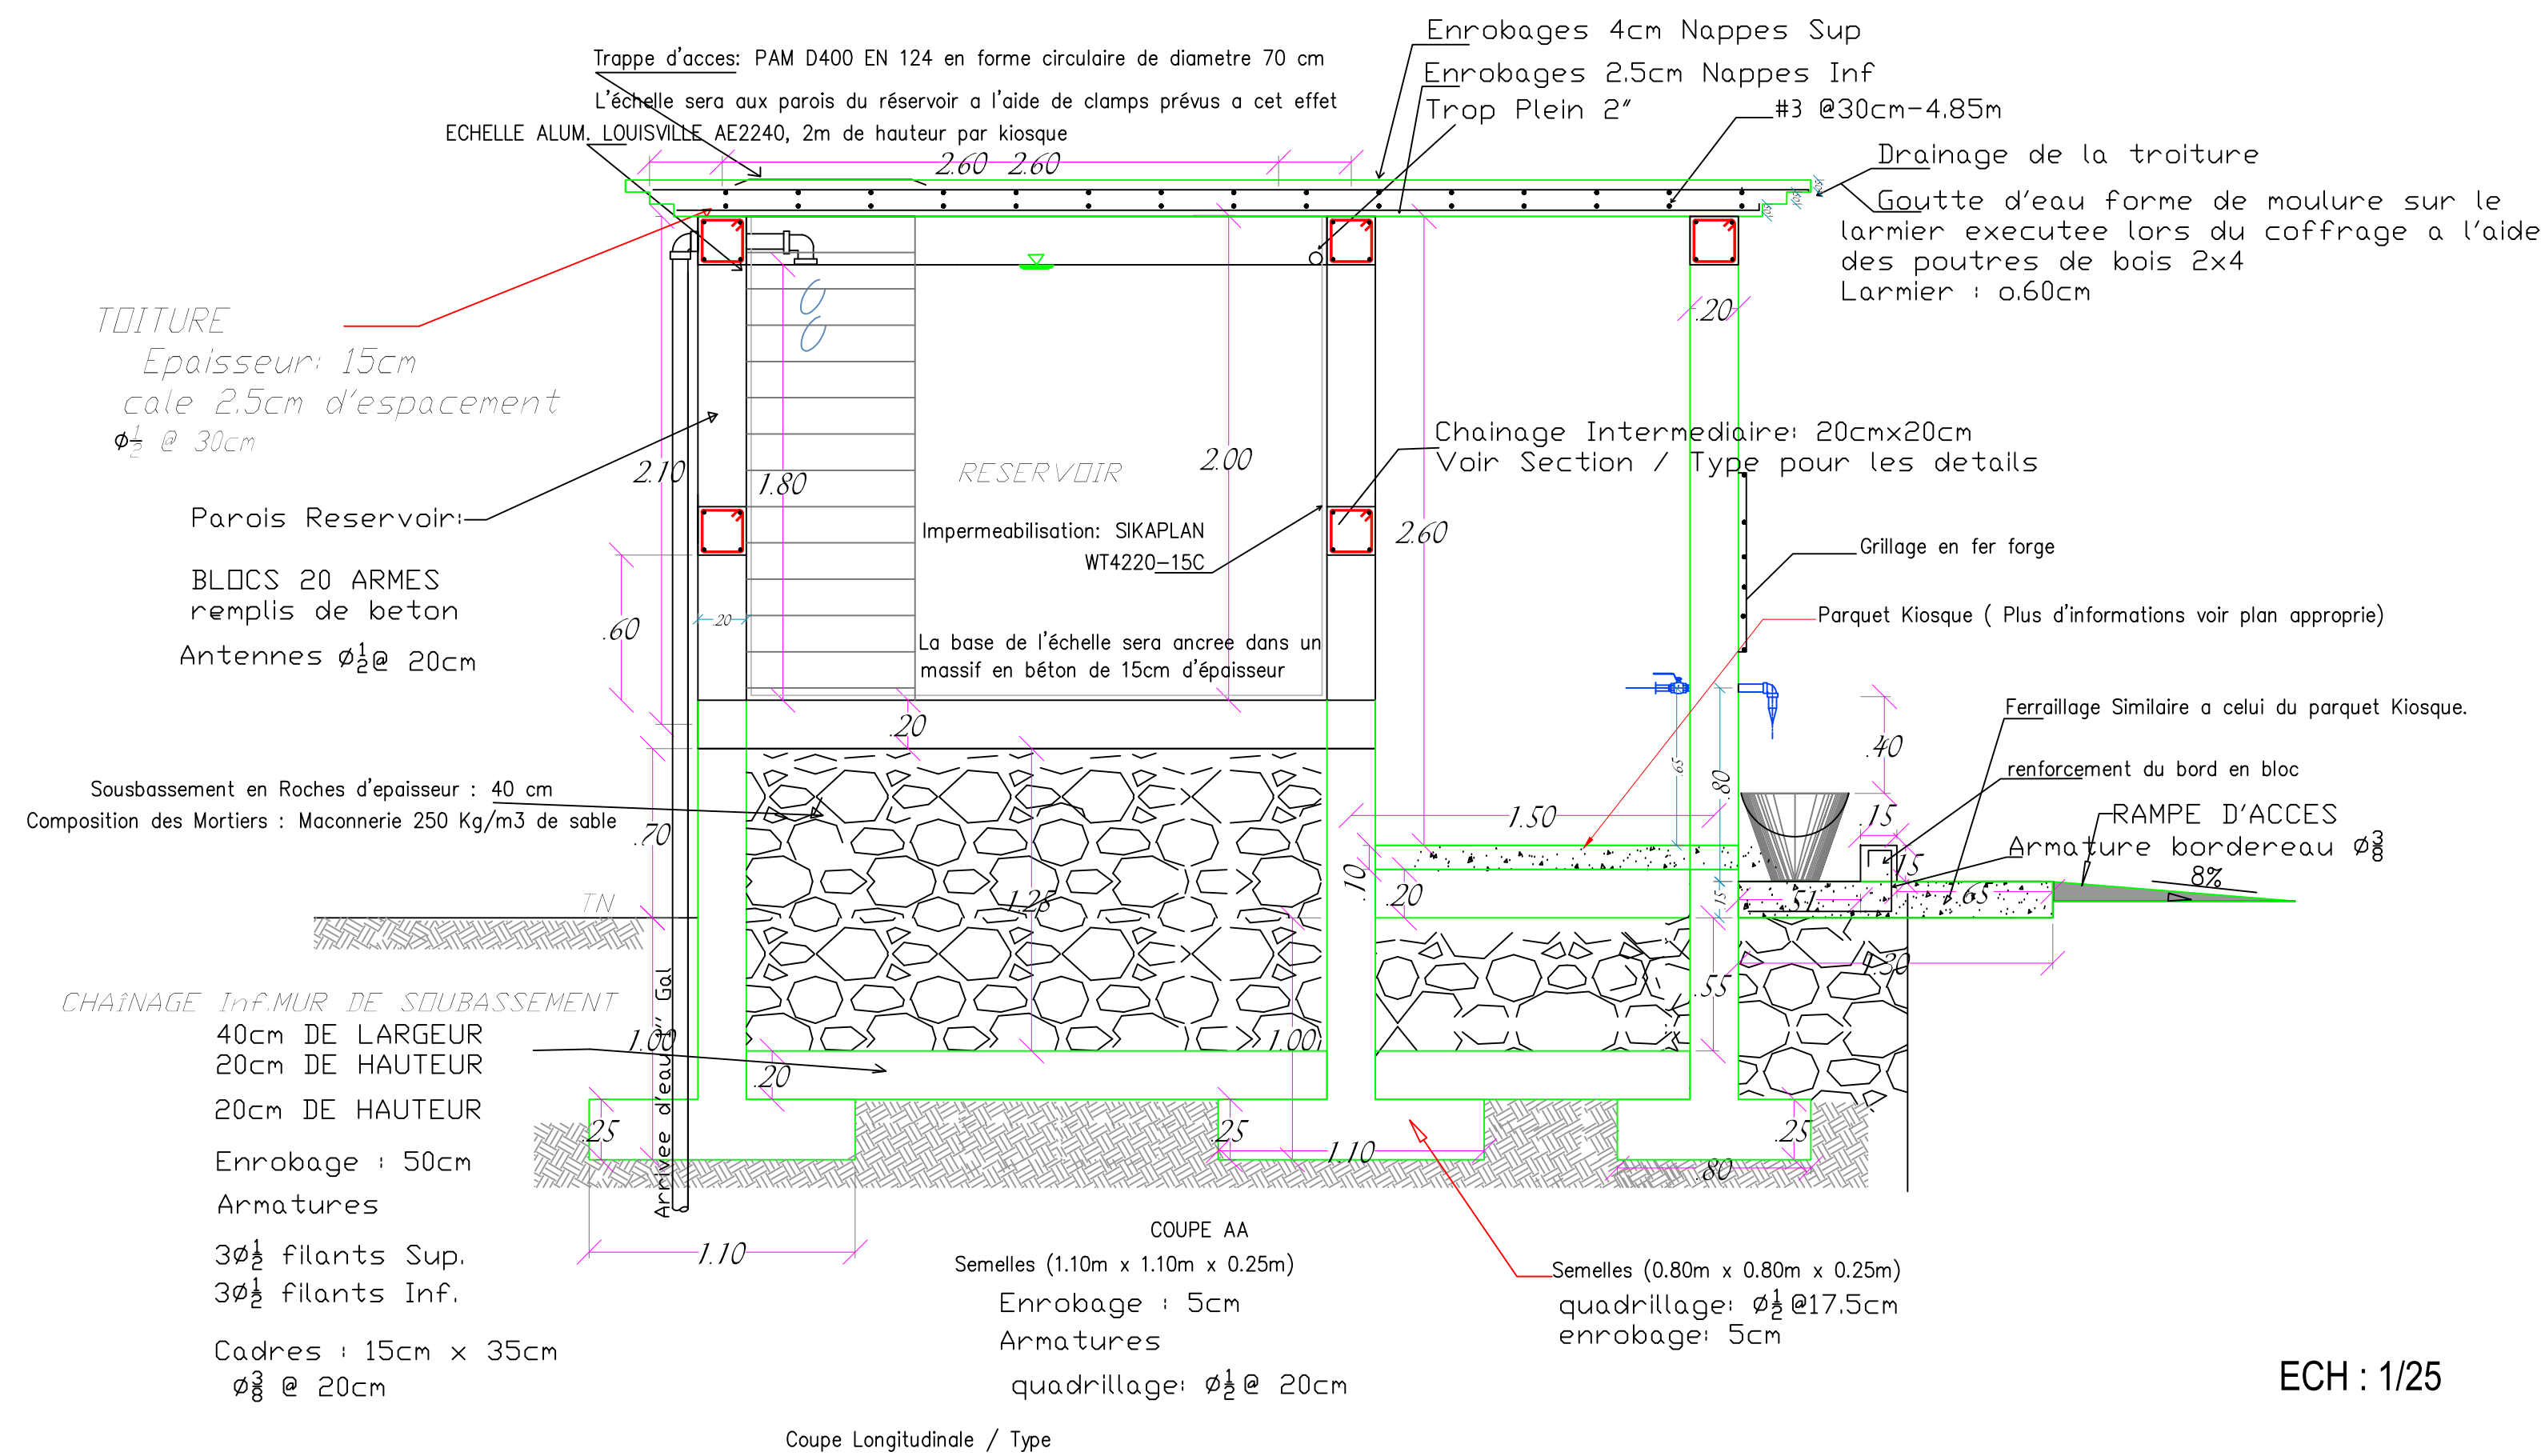 Enrobages 4cm Nappes Sup
Trappe d'acces: PAM D400 EN 124 en forme circulaire de diametre 70 cm
Enrobages 2.5cm Nappes Inf
L'échelle sera aux parois du réservoir a l'aide de clamps prévus a cet effet
Trop Plein 2"
#3 @30cm-4.85m
ECHELLE ALUM. LOUISVILLE AE2240, 2m de hauteur par kiosque
2.60 2.60
Drainage de la troiture
Goutte d'eau forme de moulure sur le
larmier executee lors du coffrage a l'aide
des poutres de bois 2x4
Larmier : 0.60cm
.20
TOITURE
Epaisseur: 15cm
cale 2.5cm d'espacement
Ø1/2 @ 30cm
Chainage Intermediaire: 20cmx20cm
Voir Section / Type pour les details
2.10
1.80
RESERVOIR
2.00
Parois Reservoir:
Impermeabilisation: SIKAPLAN
WT4220-15C
2.60
Grillage en fer forge
BLOCS 20 ARMES
remplis de beton
Antennes Ø1/2@ 20cm
.60
.20
Parquet Kiosque ( Plus d'informations voir plan approprie)
La base de l'échelle sera ancree dans un
massif en béton de 15cm d'épaisseur
.20
Ferraillage Similaire a celui du parquet Kiosque.
.40
.65
.80
renforcement du bord en bloc
Sousbassement en Roches d'epaisseur : 40 cm
Composition des Mortiers : Maconnerie 250 Kg/m3 de sable
.70
1.50
.15
RAMPE D'ACCES
Armature bordereau Ø3/8
.15
8%
.10
.20
.15
.51
.65
TN
1.25
1.30
.55
CHAîNAGE Inf.MUR DE SOUBASSEMENT
40cm DE LARGEUR
20cm DE HAUTEUR
20cm DE HAUTEUR
1.00
1.00
.20
Arrivee d'eau 1" Gal
Enrobage : 50cm
Armatures
3Ø1/2 filants Sup.
3Ø1/2 filants Inf.
Cadres : 15cm x 35cm
Ø3/8 @ 20cm
.25
.25
.25
1.10
.80
1.10
COUPE AA
Semelles (1.10m x 1.10m x 0.25m)
Enrobage : 5cm
Armatures
quadrillage: Ø1/2@ 20cm
Semelles (0.80m x 0.80m x 0.25m)
quadrillage: Ø1/2@17.5cm
enrobage: 5cm
ECH : 1/25
Coupe Longitudinale / Type